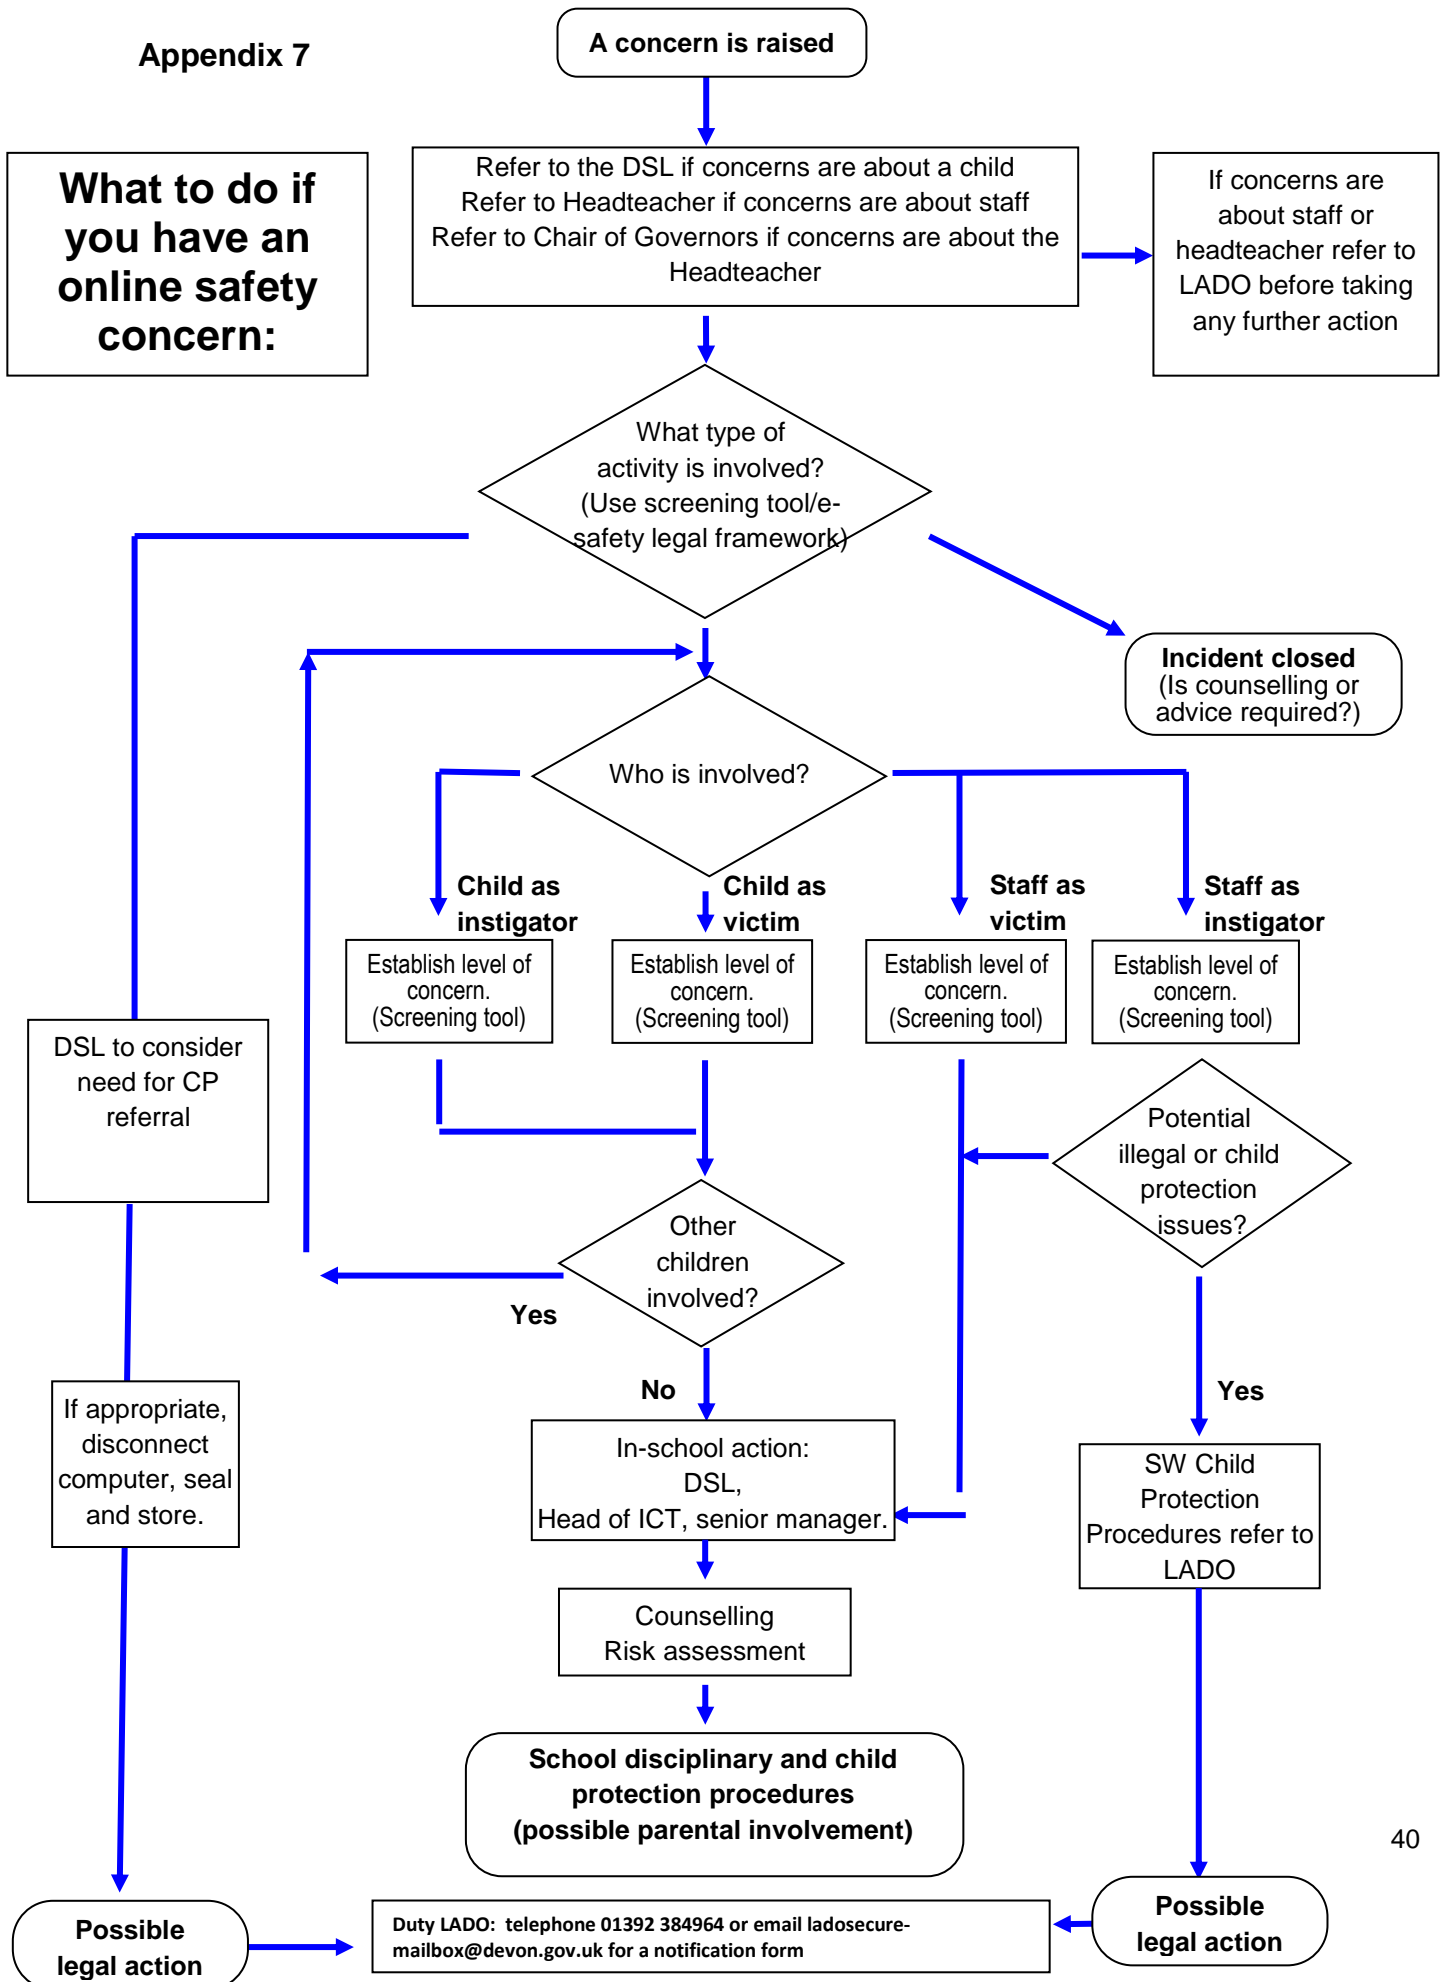 Appendix 7
A concern is raised
What to do if
you have an
online safety
concern:
Refer to the DSL if concerns are about a child
Refer to Headteacher if concerns are about staff
Refer to Chair of Governors if concerns are about the
Headteacher
If concerns are
about staff or
headteacher refer to
LADO before taking
any further action
What type of
activity is involved?
(Use screening tool/e-
safety legal framework)
Incident closed
(Is counselling or
advice required?)
Who is involved?
Child as
instigator
Child as
victim
Staff as
victim
Staff as
instigator
Establish level of
concern.
(Screening tool)
Establish level of
concern.
(Screening tool)
Establish level of
concern.
(Screening tool)
Establish level of
concern.
(Screening tool)
DSL to consider
need for CP
referral
Potential
illegal or child
protection
issues?
Other
children
involved?
Yes
No
Yes
If appropriate,
disconnect
computer, seal
and store.
In-school action:
DSL,
Head of ICT, senior manager.
SW Child
Protection
Procedures refer to
LADO
Counselling
Risk assessment
School disciplinary and child
protection procedures
(possible parental involvement)
40
Possible
legal action
Duty LADO: telephone 01392 384964 or email ladosecure-
mailbox@devon.gov.uk for a notification form
Possible
legal action